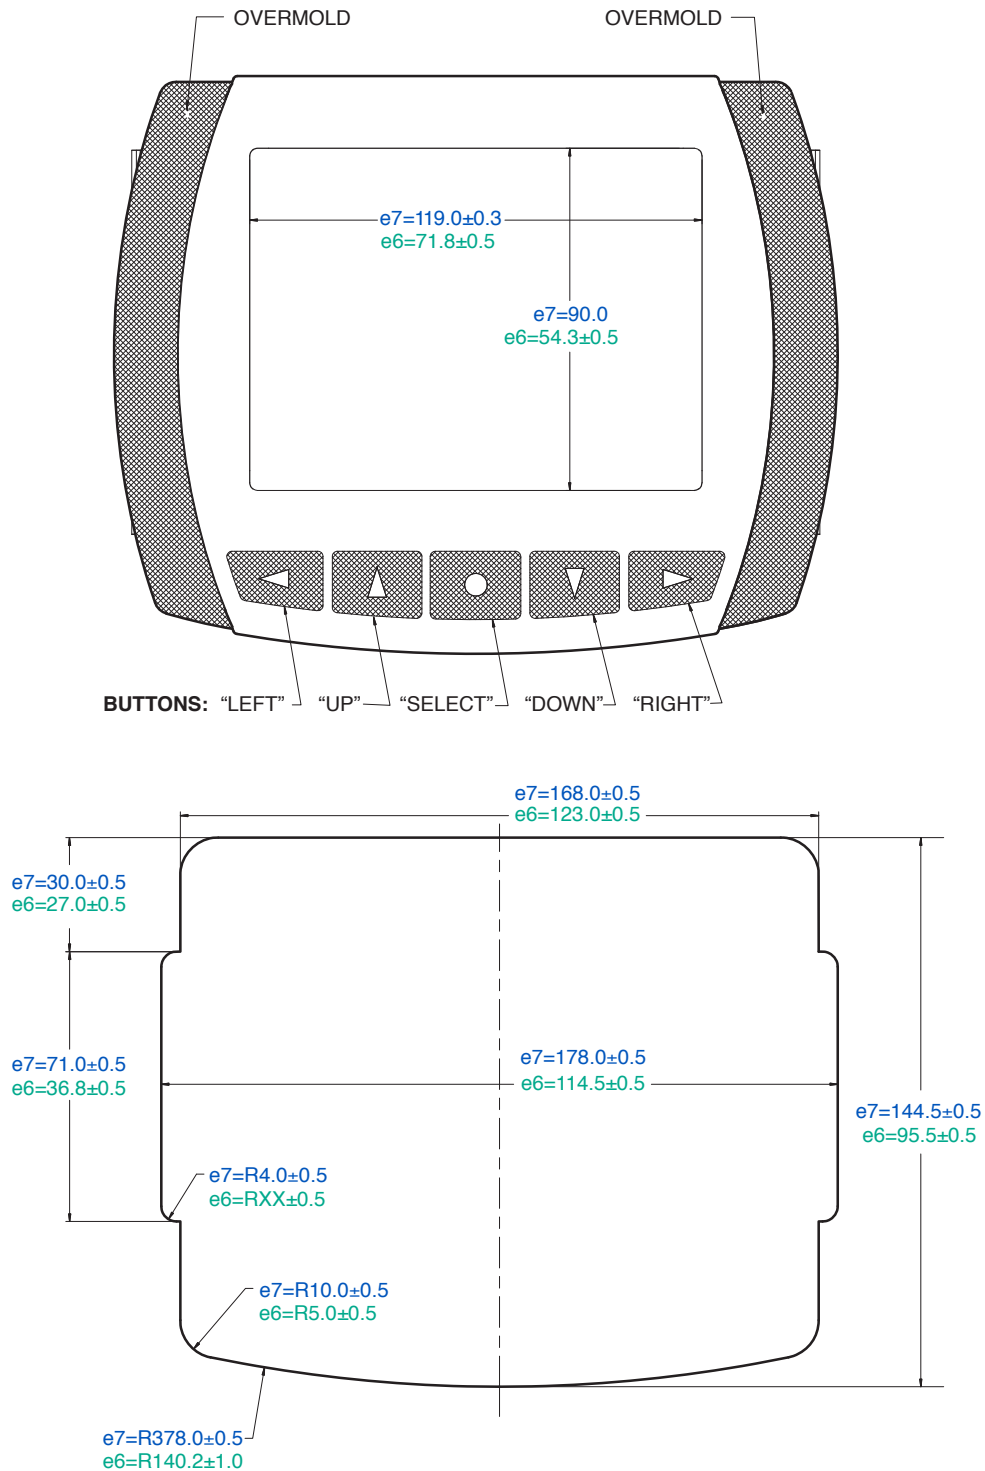 OVERMOLD
OVERMOLD
e7=119.0±0.3
e6=71.8±0.5
e7=90.0
e6=54.3±0.5
BUTTONS: “LEFT” “UP” “SELECT” “DOWN” “RIGHT”
e7=168.0±0.5
e6=123.0±0.5
e7=30.0±0.5
e6=27.0±0.5
e7=71.0±0.5
e6=36.8±0.5
e7=178.0±0.5
e6=114.5±0.5
e7=144.5±0.5
e6=95.5±0.5
e7=R4.0±0.5
e6=RXX±0.5
e7=R10.0±0.5
e6=R5.0±0.5
e7=R378.0±0.5
e6=R140.2±1.0